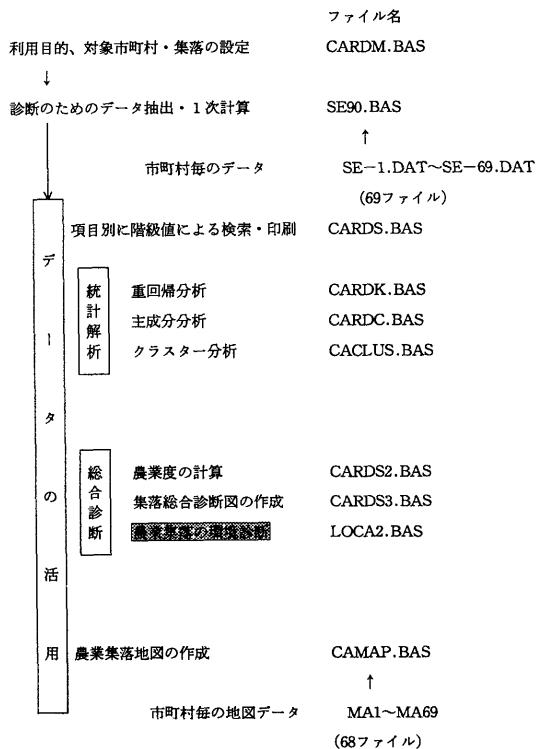 ファイル名
利用目的、対象市町村・集落の設定 CARDM.BAS
↓
診断のためのデータ抽出・1次計算 SE90.BAS
↑
市町村毎のデータ SE－1.DAT～SE－69.DAT
(69ファイル)
データの活用
項目別に階級値による検索・印刷 CARDS.BAS
統計解析
重回帰分析 CARDK.BAS
主成分分析 CARDC.BAS
クラスター分析 CACLUS.BAS
総合診断
農業度の計算 CARDS2.BAS
集落総合診断図の作成 CARDS3.BAS
農業集落の環境診断 LOCA2.BAS
農業集落地図の作成 CAMAP.BAS
↑
市町村毎の地図データ MA1～MA69
(68ファイル)